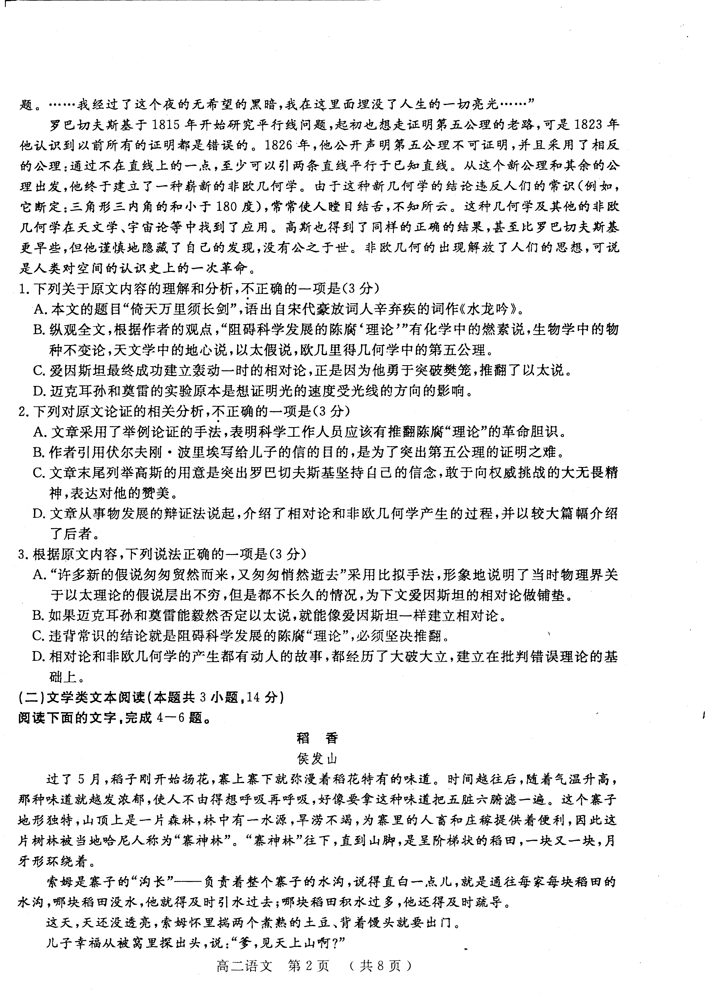 题。……我经过了这个夜的无希望的黑暗,我在这里面埋没了人生的一切亮光……”
罗巴切夫斯基于 1815 年开始研究平行线问题,起初也想走证明第五公理的老路,可是 1823 年
他认识到以前所有的证明都是错误的。1826 年,他公开声明第五公理不可证明,并且采用了相反
的公理:通过不在直线上的一点,至少可以引两条直线平行于已知直线。从这个新公理和其余的公
理出发,他终于建立了一种崭新的非欧几何学。由于这种新几何学的结论违反人们的常识(例如,
它断定:三角形三内角的和小于 180 度),常常使人瞠目结舌,不知所云。这种几何学及其他的非欧
几何学在天文学、宇宙论等中找到了应用。高斯也得到了同样的正确的结果,甚至比罗巴切夫斯基
更早些,但他谨慎地隐藏了自己的发现,没有公之于世。非欧几何的出现解放了人们的思想,可说
是人类对空间的认识史上的一次革命。
1. 下列关于原文内容的理解和分析,不正确的一项是(3 分)
A. 本文的题目“倚天万里须长剑”,语出自宋代豪放词人辛弃疾的词作《水龙吟》。
B. 纵观全文,根据作者的观点,“阻碍科学发展的陈腐‘理论’”有化学中的燃素说,生物学中的物
种不变论,天文学中的地心说,以太假说,欧几里得几何学中的第五公理。
C. 爱因斯坦最终成功建立轰动一时的相对论,正是因为他勇于突破樊笼,推翻了以太说。
D. 迈克耳孙和莫雷的实验原本是想证明光的速度受光线的方向的影响。
2. 下列对原文论证的相关分析,不正确的一项是(3 分)
A. 文章采用了举例论证的手法,表明科学工作人员应该有推翻陈腐“理论”的革命胆识。
B. 作者引用伏尔夫刚·波里埃写给儿子的信的目的,是为了突出第五公理的证明之难。
C. 文章末尾列举高斯的用意是突出罗巴切夫斯基坚持自己的信念,敢于向权威挑战的大无畏精
神,表达对他的赞美。
D. 文章从事物发展的辩证法说起,介绍了相对论和非欧几何学产生的过程,并以较大篇幅介绍
了后者。
3. 根据原文内容,下列说法正确的一项是(3 分)
A. “许多新的假说匆匆贸然而来,又匆匆悄然逝去”采用比拟手法,形象地说明了当时物理界关
于以太理论的假说层出不穷,但是都不长久的情况,为下文爱因斯坦的相对论做铺垫。
B. 如果迈克耳孙和莫雷能毅然否定以太说,就能像爱因斯坦一样建立相对论。
C. 违背常识的结论就是阻碍科学发展的陈腐“理论”,必须坚决推翻。
D. 相对论和非欧几何学的产生都有动人的故事,都经历了大破大立,建立在批判错误理论的基
础上。
(二)文学类文本阅读(本题共 3 小题,14 分)
阅读下面的文字,完成 4—6 题。
稻 香
侯发山
过了 5 月,稻子刚开始扬花,寨上寨下就弥漫着稻花特有的味道。时间越往后,随着气温升高,
那种味道就越发浓郁,使人不由得想呼吸再呼吸,好像要拿这种味道把五脏六腑滤一遍。这个寨子
地形独特,山顶上是一片森林,林中有一水源,旱涝不竭,为寨里的人畜和庄稼提供着便利,因此这
片树林被当地哈尼人称为“寨神林”。“寨神林”往下,直到山脚,是呈阶梯状的稻田,一块又一块,月
牙形环绕着。
索姆是寨子的“沟长”——负责着整个寨子的水沟,说得直白一点儿,就是通往每家每块稻田的
水沟,哪块稻田没水,他就得及时引水过去;哪块稻田积水过多,他还得及时疏导。
这天,天还没透亮,索姆怀里揣两个煮熟的土豆、背着馒头就要出门。
儿子幸福从被窝里探出头,说:“爹,见天上山啊?”
高二语文 第 2 页 (共 8 页)